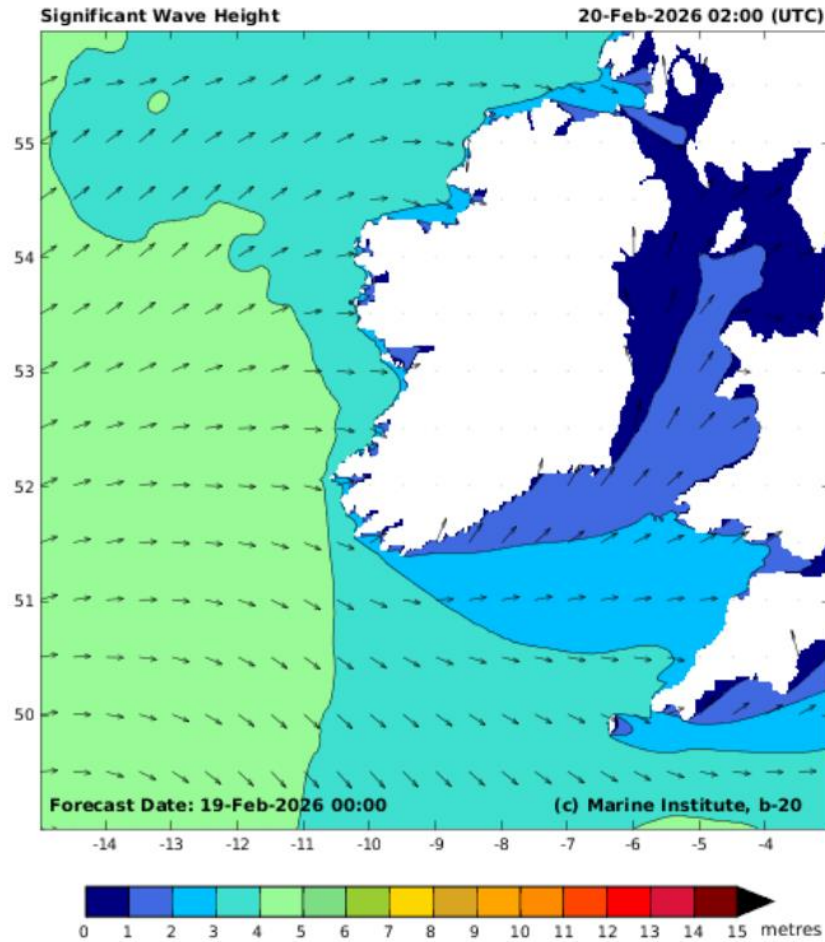 Significant Wave Height 20-Feb-2026 02:00 (UTC)
55
54
53
52
51
50
Forecast Date: 19-Feb-2026 00:00 (c) Marine Institute, b-20
-14 -13 -12 -11 -10 -9 -8 -7 -6 -5 -4
0 1 2 3 4 5 6 7 8 9 10 11 12 13 14 15 metres